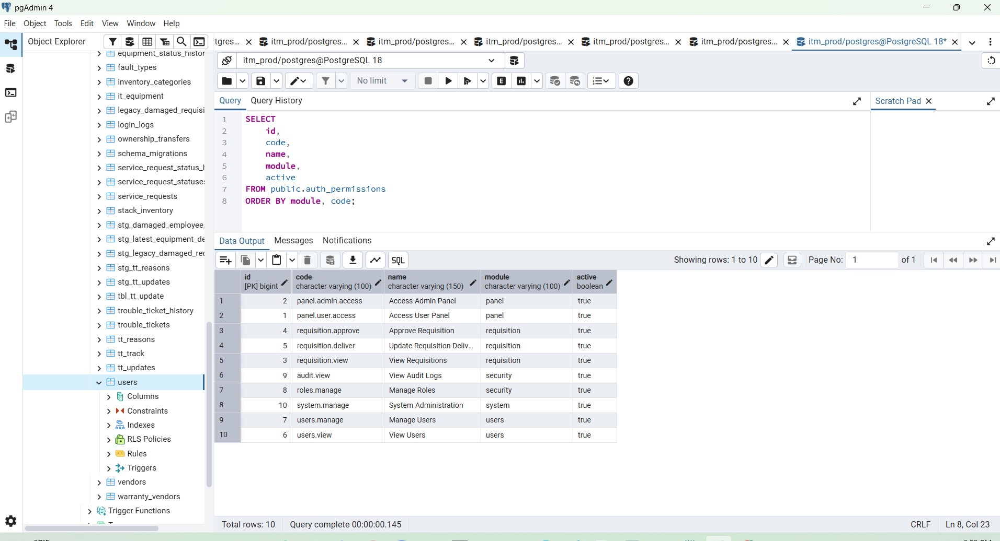 pgAdmin 4
File Object Tools Edit View Window Help
Object Explorer
tgres... itm_prod/postgres... itm_prod/postgres... itm_prod/postgres... itm_prod/postgres... itm_prod/postgres... itm_prod/postgres@PostgreSQL 18*
itm_prod/postgres@PostgreSQL 18
No limit
Query Query History
Scratch Pad
1 SELECT
2 id,
3 code,
4 name,
5 module,
6 active
7 FROM public.auth_permissions
8 ORDER BY module, code;
equipment_status_histor
fault_types
inventory_categories
it_equipment
legacy_damaged_requisi
login_logs
ownership_transfers
schema_migrations
service_request_status_h
service_request_statuses
service_requests
stack_inventory
stg_damaged_employee_
stg_latest_equipment_de
stg_legacy_damaged_req
stg_tt_reasons
stg_tt_updates
tbl_tt_update
trouble_ticket_history
trouble_tickets
tt_reasons
tt_track
tt_updates
users
Columns
Constraints
Indexes
RLS Policies
Rules
Triggers
vendors
warranty_vendors
Trigger Functions
Data Output Messages Notifications
SQL
Showing rows: 1 to 10 Page No: 1 of 1
id code name module active
[PK] bigint character varying (100) character varying (150) character varying (100) boolean
1 2 panel.admin.access Access Admin Panel panel true
2 1 panel.user.access Access User Panel panel true
3 4 requisition.approve Approve Requisition requisition true
4 5 requisition.deliver Update Requisition Deliv... requisition true
5 3 requisition.view View Requisitions requisition true
6 9 audit.view View Audit Logs security true
7 8 roles.manage Manage Roles security true
8 10 system.manage System Administration system true
9 7 users.manage Manage Users users true
10 6 users.view View Users users true
Total rows: 10 Query complete 00:00:00.145
CRLF Ln 8, Col 23